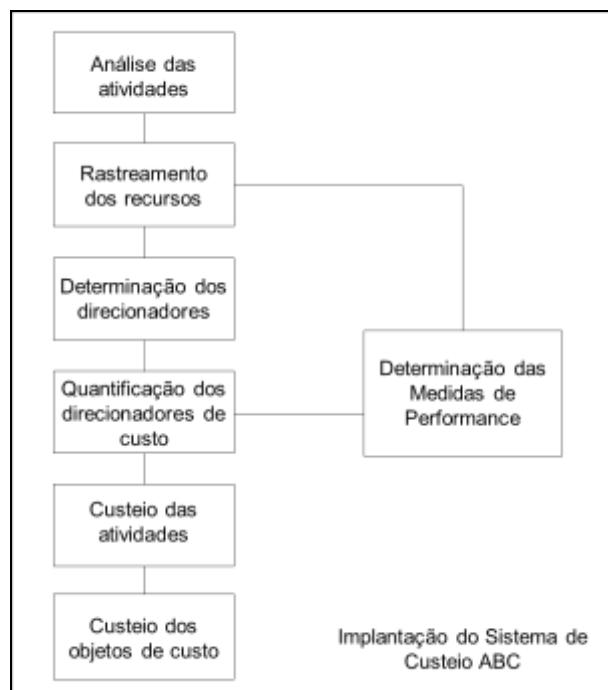 Análise das
atividades
Rastreamento
dos recursos
Determinação dos
direcionadores
Quantificação dos
direcionadores de
custo
Determinação das
Medidas de
Performance
Custeio das
atividades
Custeio dos
objetos de custo
Implantação do Sistema de
Custeio ABC